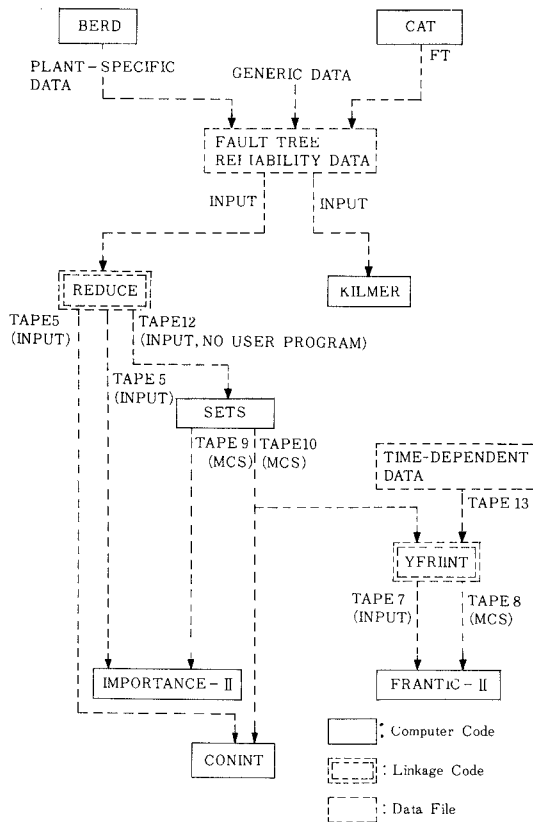 BERD
CAT
PLANT-SPECIFIC
DATA
GENERIC DATA
FT
FAULT TREE
RELIABILITY DATA
INPUT
INPUT
REDUCE
KILMER
TAPE5
(INPUT)
TAPE12
(INPUT, NO USER PROGRAM)
TAPE 5
(INPUT)
SETS
TAPE 9
(MCS)
TAPE10
(MCS)
TIME-DEPENDENT
DATA
TAPE 13
YFRIINT
TAPE 7
(INPUT)
TAPE 8
(MCS)
IMPORTANCE-II
FRANTIC-II
CONINT
: Computer Code
: Linkage Code
: Data File